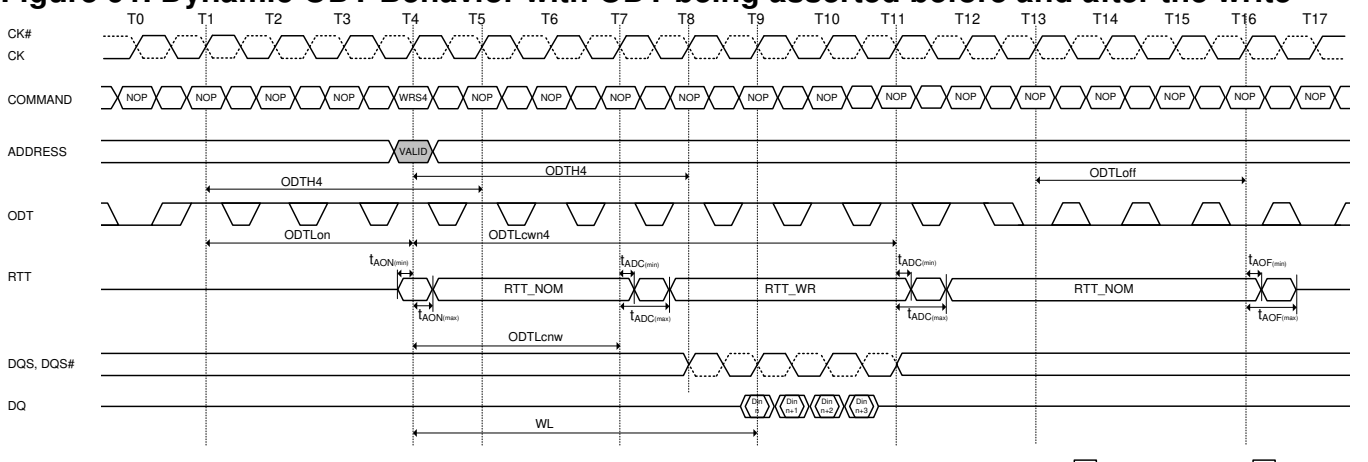 Figure 51. Dynamic ODT Behavior with ODT being asserted before and after the write
T0 T1 T2 T3 T4 T5 T6 T7 T8 T9 T10 T11 T12 T13 T14 T15 T16 T17
CK#
CK
COMMAND NOP NOP NOP NOP WRS4 NOP NOP NOP NOP NOP NOP NOP NOP NOP NOP NOP NOP NOP
ADDRESS VALID
ODTH4 ODTH4 ODTLoff
ODT
ODTLon ODTLcwn4
tAON(min) tADC(min) tADC(min) tAOF(min)
RTT RTT_NOM RTT_WR RTT_NOM
tAON(max) tADC(max) tADC(max) tAOF(max)
ODTLcnw
DQS, DQS#
DQ Din n Din n+1 Din n+2 Din n+3
WL